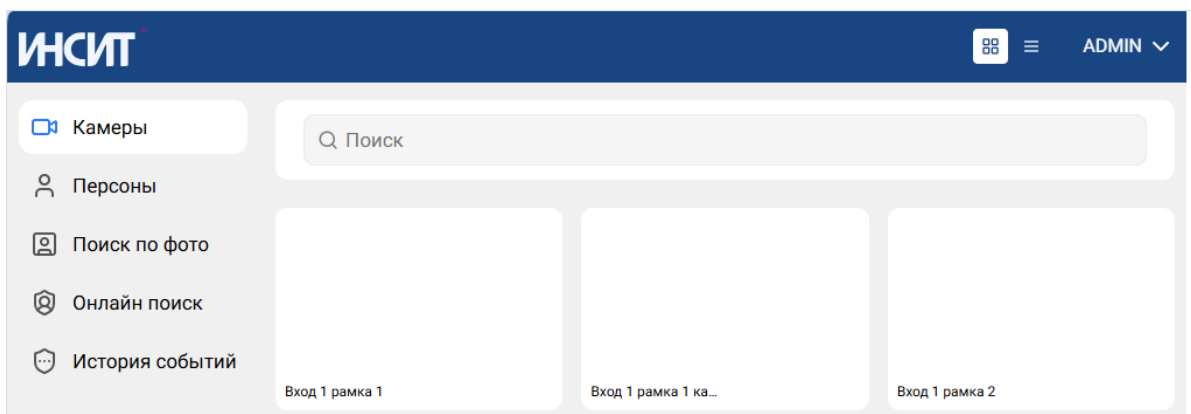 ИНСИТ
ADMIN
Камеры
Поиск
Персоны
Поиск по фото
Онлайн поиск
История событий
Вход 1 рамка 1
Вход 1 рамка 1 ка...
Вход 1 рамка 2